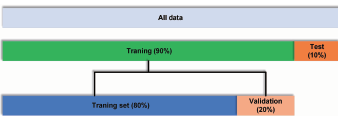 All data
Traning (90%)
Test
(10%)
Traning set (80%)
Validation
(20%)